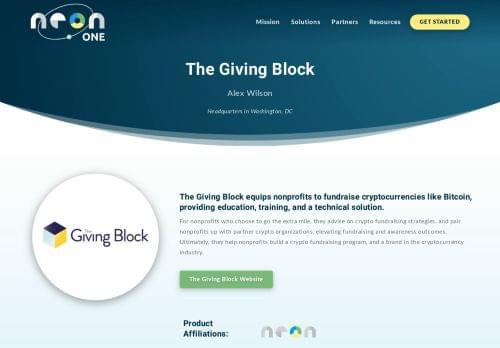 neon
ONE
Mission Solutions Partners Resources GET STARTED
The Giving Block
Alex Wilson
Headquarters in Washington, DC
The Giving Block
The Giving Block equips nonprofits to fundraise cryptocurrencies like Bitcoin,
providing education, training, and a technical solution.
For nonprofits who choose to go the extra mile, they advise on crypto fundraising strategies, and pair
nonprofits up with partner crypto organizations, elevating fundraising and awareness outcomes.
Ultimately, they help nonprofits build a crypto fundraising program, and a brand in the cryptocurrency
industry.
The Giving Block Website
Product
Affiliations:
neon